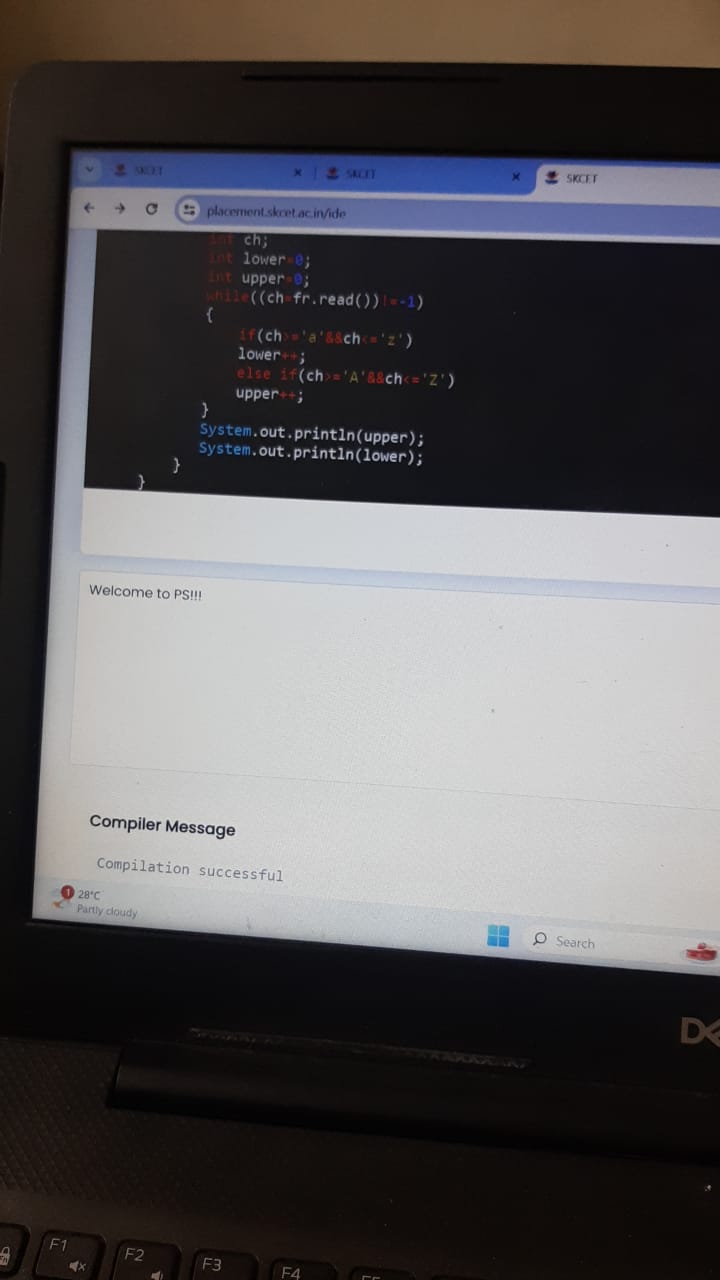 SKCET
SKCET
SKCET
placement.skcet.ac.in/ide
int ch;
int lower=0;
int upper=0;
while((ch=fr.read())!=-1)
{
if(ch>='a'&&ch<='z')
lower++;
else if(ch>='A'&&ch<='Z')
upper++;
}
System.out.println(upper);
System.out.println(lower);
}
}
Welcome to PS!!!
Compiler Message
Compilation successful
1
28°C
Partly cloudy
Search
F1
F2
F3
F4